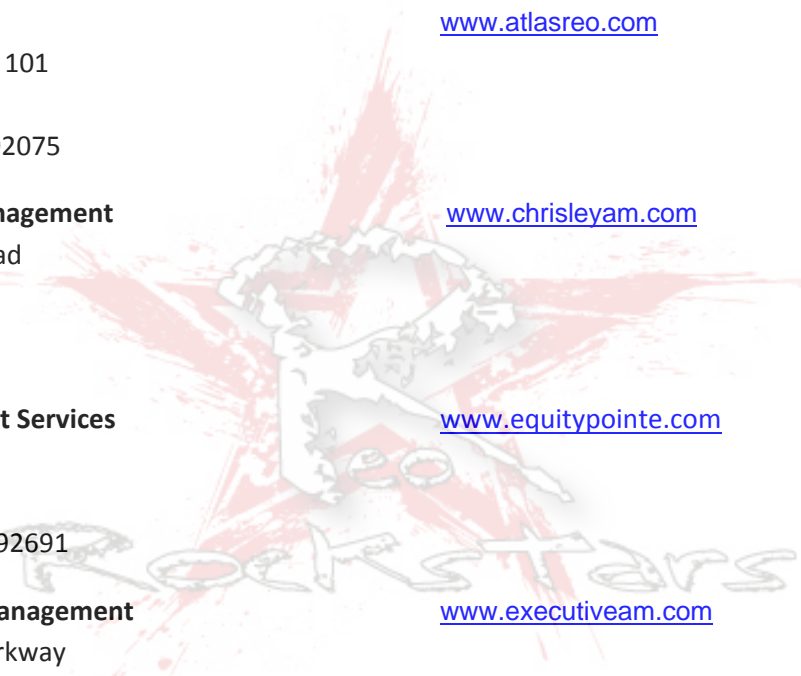 www.atlasreo.com
101
2075
nagement www.chrisleyam.com
ad
t Services www.equitypointe.com
Reo
92691
Rockstars
anagement www.executiveam.com
rkway